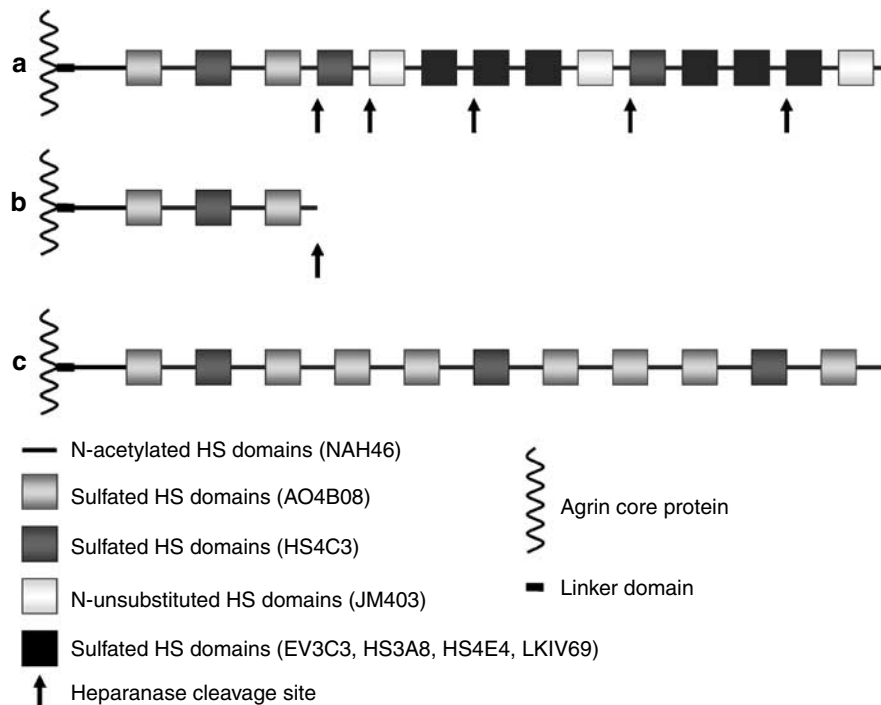 a
b
c
N-acetylated HS domains (NAH46)
Sulfated HS domains (AO4B08)
Sulfated HS domains (HS4C3)
N-unsubstituted HS domains (JM403)
Sulfated HS domains (EV3C3, HS3A8, HS4E4, LKIV69)
Heparanase cleavage site
Agrin core protein
Linker domain